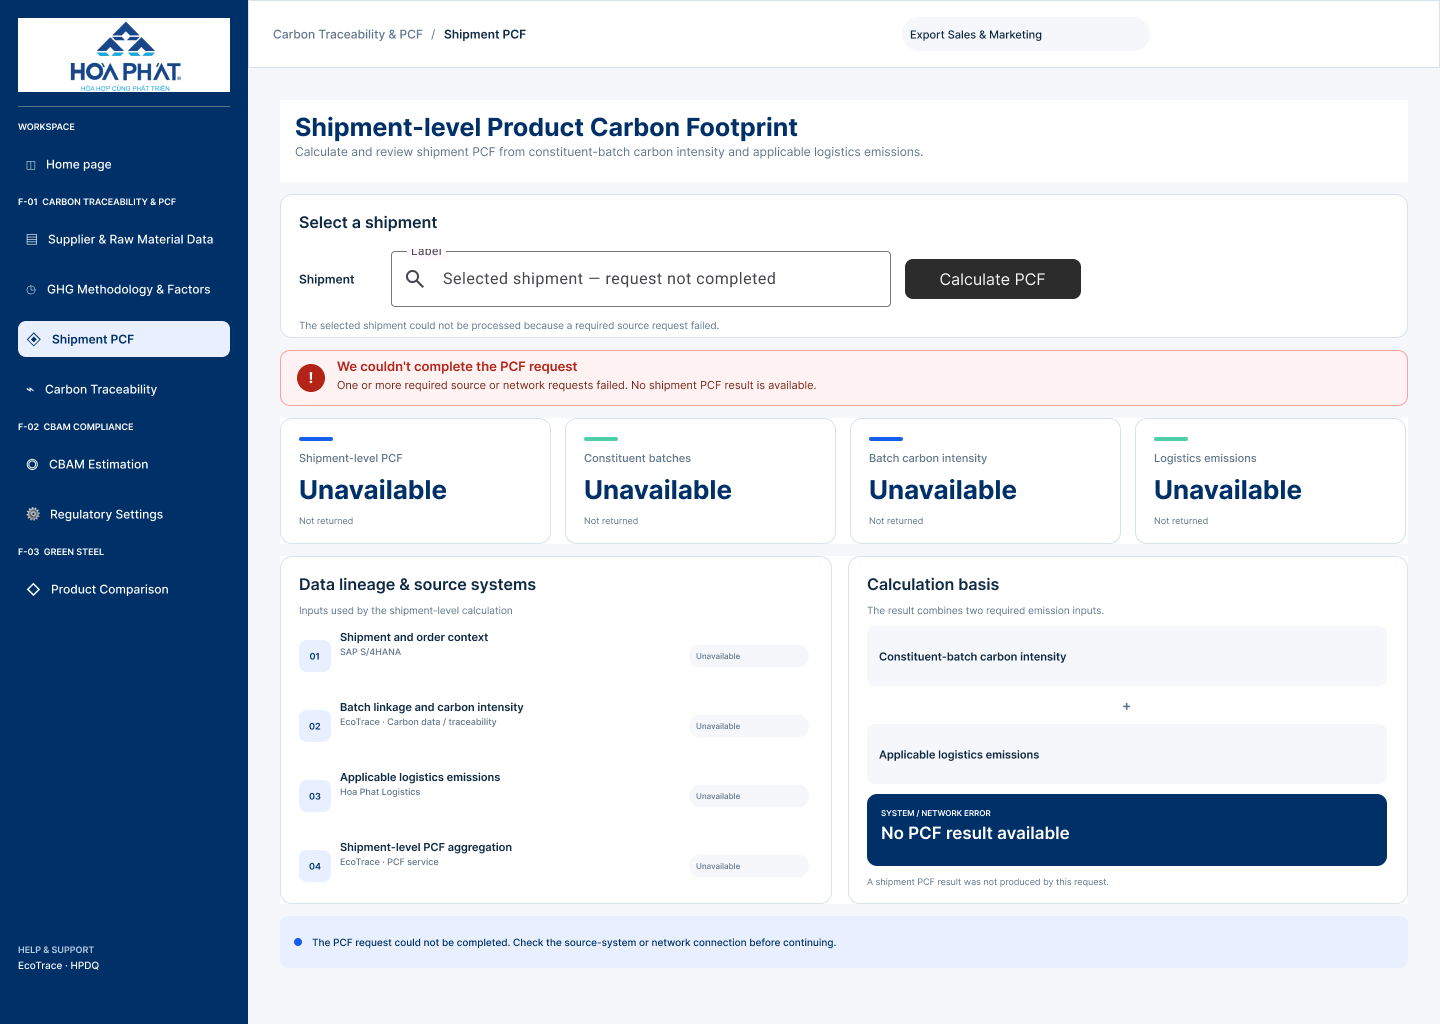 HÒA PHÁT
HÒA HỢP CÙNG PHÁT TRIỂN
WORKSPACE
Home page
F-01 CARBON TRACEABILITY & PCF
Supplier & Raw Material Data
GHG Methodology & Factors
Shipment PCF
Carbon Traceability
F-02 CBAM COMPLIANCE
CBAM Estimation
Regulatory Settings
F-03 GREEN STEEL
Product Comparison
HELP & SUPPORT
EcoTrace · HPDQ
Carbon Traceability & PCF / Shipment PCF
Export Sales & Marketing
Shipment-level Product Carbon Footprint
Calculate and review shipment PCF from constituent-batch carbon intensity and applicable logistics emissions.
Select a shipment
Label
Shipment
Selected shipment — request not completed
Calculate PCF
The selected shipment could not be processed because a required source request failed.
!
We couldn't complete the PCF request
One or more required source or network requests failed. No shipment PCF result is available.
Shipment-level PCF
Unavailable
Not returned
Constituent batches
Unavailable
Not returned
Batch carbon intensity
Unavailable
Not returned
Logistics emissions
Unavailable
Not returned
Data lineage & source systems
Inputs used by the shipment-level calculation
01
Shipment and order context
SAP S/4HANA
Unavailable
02
Batch linkage and carbon intensity
EcoTrace · Carbon data / traceability
Unavailable
03
Applicable logistics emissions
Hoa Phat Logistics
Unavailable
04
Shipment-level PCF aggregation
EcoTrace · PCF service
Unavailable
Calculation basis
The result combines two required emission inputs.
Constituent-batch carbon intensity
+
Applicable logistics emissions
SYSTEM / NETWORK ERROR
No PCF result available
A shipment PCF result was not produced by this request.
The PCF request could not be completed. Check the source-system or network connection before continuing.